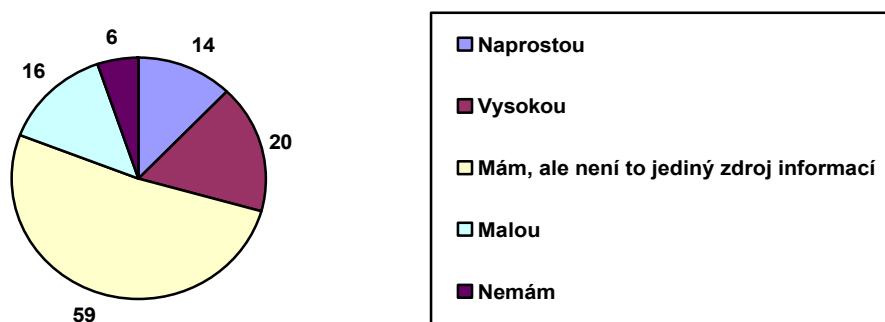 6
14
16
20
59
Naprostou
Vysokou
Mám, ale není to jediný zdroj informací
Malou
Nemám